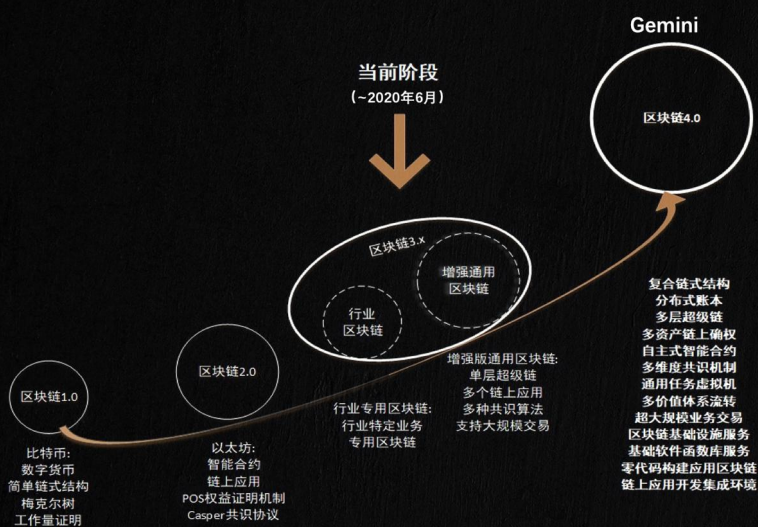 Gemini
当前阶段
(~2020年6月)
区块链4.0
区块链3.x
增强通用
区块链
行业
区块链
区块链2.0
区块链1.0
比特币:
数字货币
简单链式结构
梅克尔树
工作量证明
以太坊:
智能合约
链上应用
POS权益证明机制
Casper共识协议
行业专用区块链:
行业特定业务
专用区块链
增强版通用区块链:
单层超级链
多个链上应用
多种共识算法
支持大规模交易
复合链式结构
分布式账本
多层超级链
多资产链上确权
自主式智能合约
多维度共识机制
通用任务虚拟机
多价值体系流转
超大规模业务交易
区块链基础设施服务
基础软件函数库服务
零代码构建应用区块链
链上应用开发集成环境